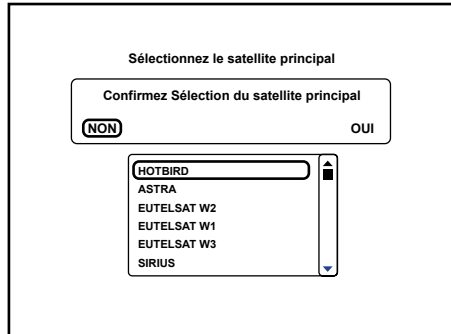 Sélectionnez le satellite principal
Confirmez Sélection du satellite principal
NON OUI
HOTBIRD
ASTRA
EUTELSAT W2
EUTELSAT W1
EUTELSAT W3
SIRIUS